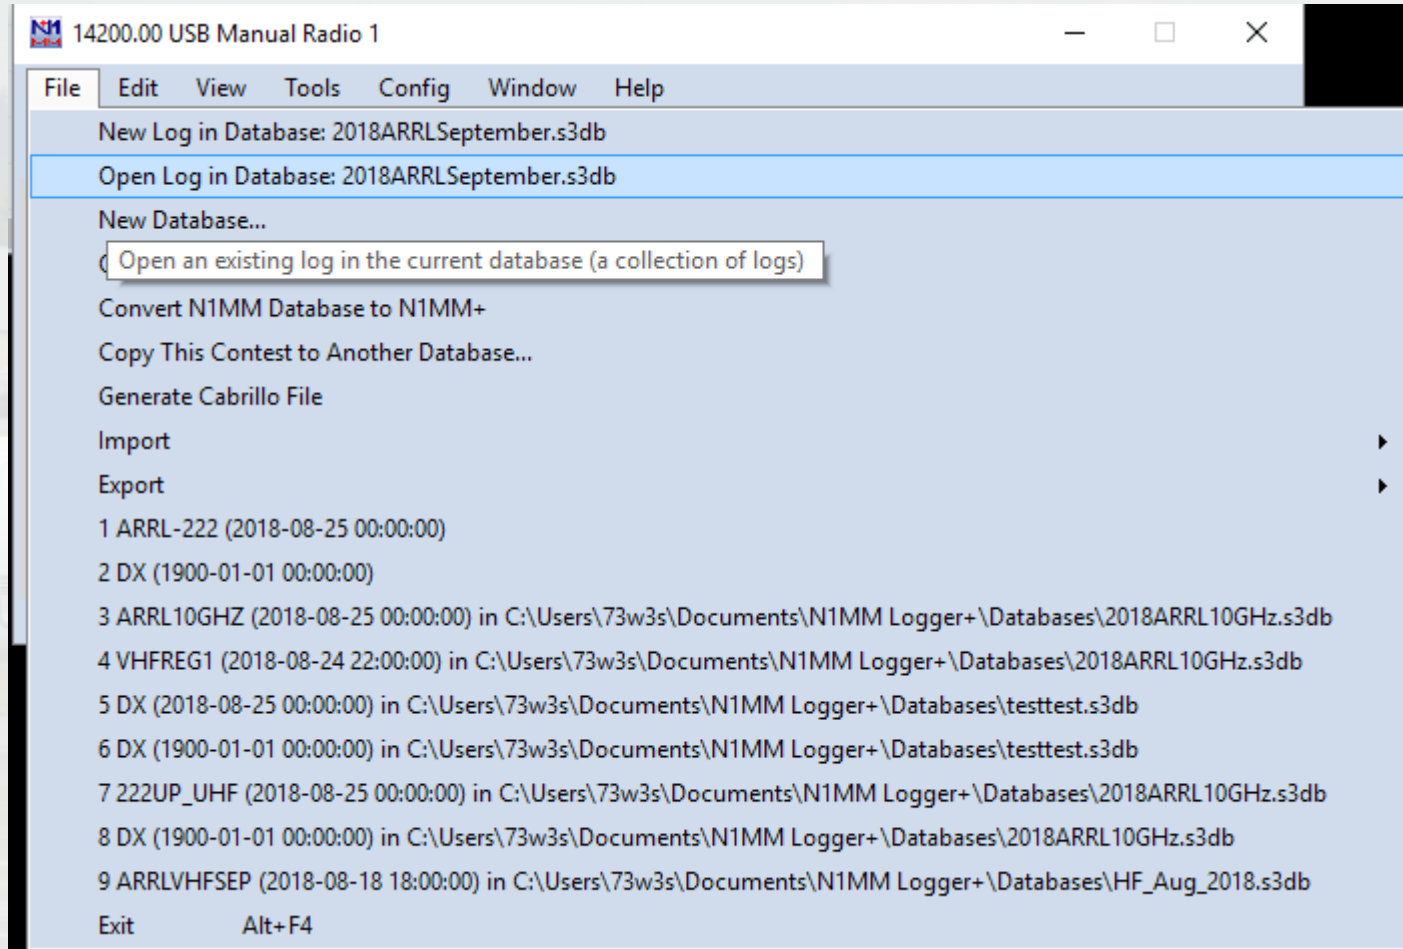 N1 MM 14200.00 USB Manual Radio 1
File Edit View Tools Config Window Help
New Log in Database: 2018ARRLSeptember.s3db
Open Log in Database: 2018ARRLSeptember.s3db
New Database...
Open an existing log in the current database (a collection of logs)
Convert N1MM Database to N1MM+
Copy This Contest to Another Database...
Generate Cabrillo File
Import
Export
1 ARRL-222 (2018-08-25 00:00:00)
2 DX (1900-01-01 00:00:00)
3 ARRL10GHZ (2018-08-25 00:00:00) in C:\Users\73w3s\Documents\N1MM Logger+\Databases\2018ARRL10GHz.s3db
4 VHFREG1 (2018-08-24 22:00:00) in C:\Users\73w3s\Documents\N1MM Logger+\Databases\2018ARRL10GHz.s3db
5 DX (2018-08-25 00:00:00) in C:\Users\73w3s\Documents\N1MM Logger+\Databases\testtest.s3db
6 DX (1900-01-01 00:00:00) in C:\Users\73w3s\Documents\N1MM Logger+\Databases\testtest.s3db
7 222UP_UHF (2018-08-25 00:00:00) in C:\Users\73w3s\Documents\N1MM Logger+\Databases\2018ARRL10GHz.s3db
8 DX (1900-01-01 00:00:00) in C:\Users\73w3s\Documents\N1MM Logger+\Databases\2018ARRL10GHz.s3db
9 ARRLVHFSEP (2018-08-18 18:00:00) in C:\Users\73w3s\Documents\N1MM Logger+\Databases\HF_Aug_2018.s3db
Exit Alt+F4